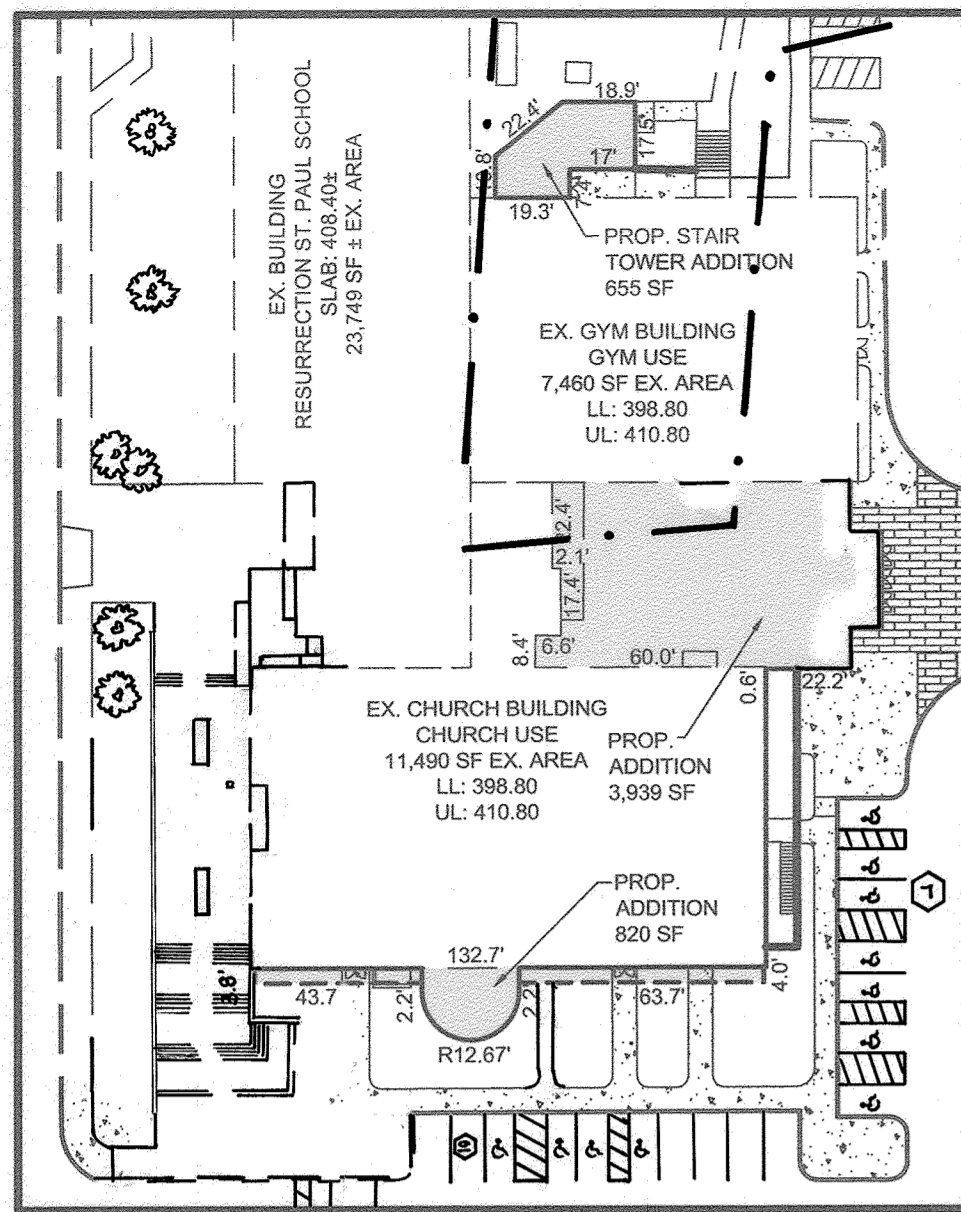 EX. BUILDING
RESURRECTION ST. PAUL SCHOOL
SLAB: 408.40±
23,749 SF ± EX. AREA
18.9'
22.4'
17.5'
17'
7.4'
19.3'
PROP. STAIR
TOWER ADDITION
655 SF
EX. GYM BUILDING
GYM USE
7,460 SF EX. AREA
LL: 398.80
UL: 410.80
2.1'
17.4'
8.4'
6.6'
60.0'
0.6'
22.2'
EX. CHURCH BUILDING
CHURCH USE
11,490 SF EX. AREA
LL: 398.80
UL: 410.80
PROP.
ADDITION
3,939 SF
PROP.
ADDITION
820 SF
132.7'
43.7
2.2'
2.2'
63.7'
4.0'
R12.67'
7
19